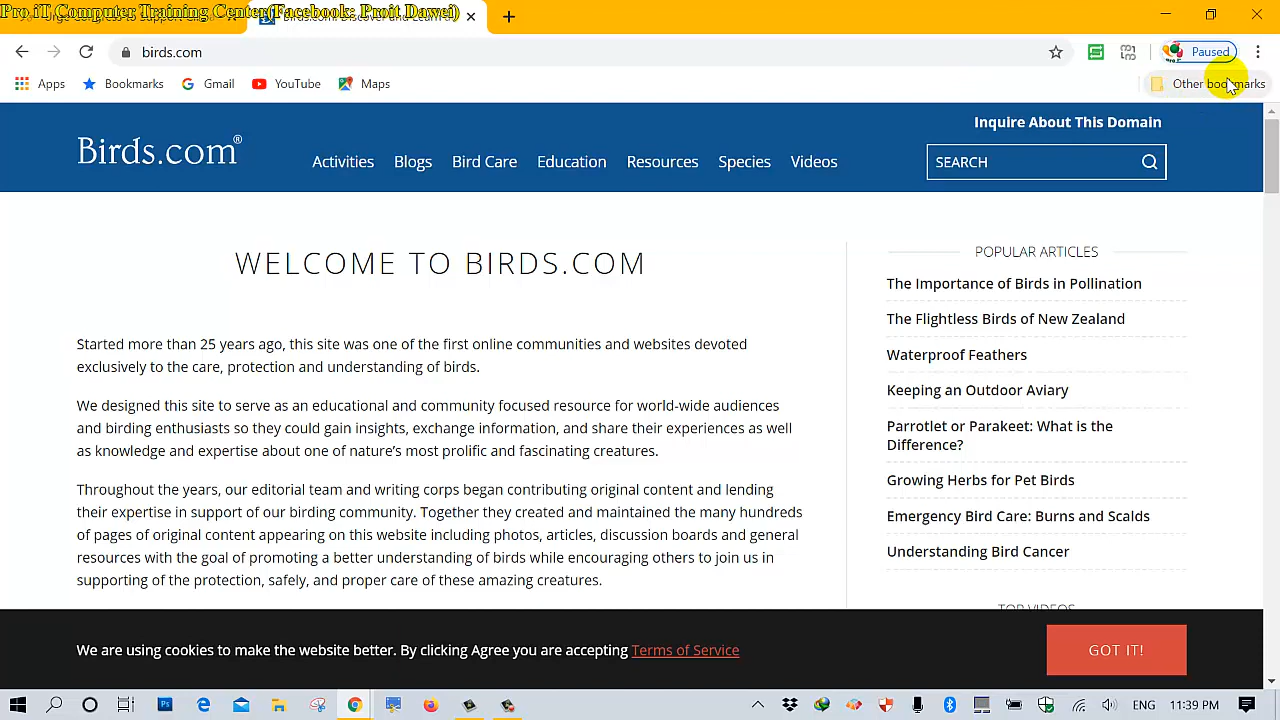 Pro iT Computer Training Center(Facebook: Proit Dawei)
birds.com
Paused
Apps
Bookmarks
Gmail
YouTube
Maps
Other bookmarks
Inquire About This Domain
Birds.com®
Activities
Blogs
Bird Care
Education
Resources
Species
Videos
SEARCH
WELCOME TO BIRDS.COM
Started more than 25 years ago, this site was one of the first online communities and websites devoted
exclusively to the care, protection and understanding of birds.
We designed this site to serve as an educational and community focused resource for world-wide audiences
and birding enthusiasts so they could gain insights, exchange information, and share their experiences as well
as knowledge and expertise about one of nature's most prolific and fascinating creatures.
Throughout the years, our editorial team and writing corps began contributing original content and lending
their expertise in support of our birding community. Together they created and maintained the many hundreds
of pages of original content appearing on this website including photos, articles, discussion boards and general
resources with the goal of promoting a better understanding of birds while encouraging others to join us in
supporting of the protection, safely, and proper care of these amazing creatures.
POPULAR ARTICLES
The Importance of Birds in Pollination
The Flightless Birds of New Zealand
Waterproof Feathers
Keeping an Outdoor Aviary
Parrotlet or Parakeet: What is the
Difference?
Growing Herbs for Pet Birds
Emergency Bird Care: Burns and Scalds
Understanding Bird Cancer
TOP VIDEOS
We are using cookies to make the website better. By clicking Agree you are accepting Terms of Service
GOT IT!
ENG
11:39 PM